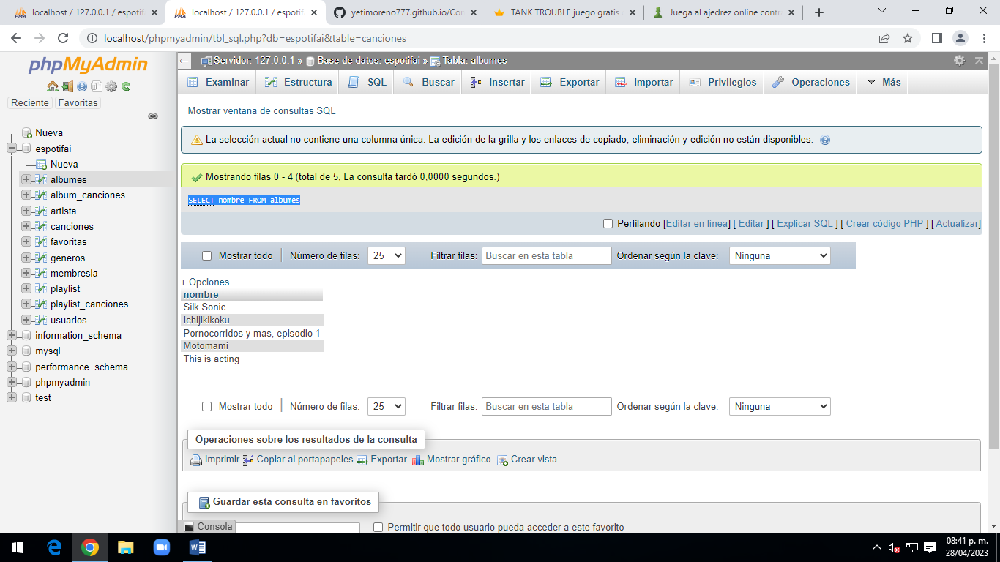 localhost / 127.0.0.1 / espotif
localhost / 127.0.0.1 / espotif
yetimoreno777.github.io/Cor
TANK TROUBLE juego gratis
Juega al ajedrez online contr
localhost/phpmyadmin/tbl_sql.php?db=espotifai&table=canciones
phpMyAdmin
Reciente
Favoritas
Nueva
espotifai
Nueva
albumes
album_canciones
artista
canciones
favoritas
generos
membresia
playlist
playlist_canciones
usuarios
information_schema
mysql
performance_schema
phpmyadmin
test
Servidor: 127.0.0.1 » Base de datos: espotifai » Tabla: albumes
Examinar Estructura SQL Buscar Insertar Exportar Importar Privilegios Operaciones Más
Mostrar ventana de consultas SQL
La selección actual no contiene una columna única. La edición de la grilla y los enlaces de copiado, eliminación y edición no están disponibles.
Mostrando filas 0 - 4 (total de 5, La consulta tardó 0,0000 segundos.)
SELECT nombre FROM albumes
Perfilando [Editar en línea] [ Editar ] [ Explicar SQL ] [ Crear código PHP ] [ Actualizar]
Mostrar todo Número de filas: 25 Filtrar filas: Buscar en esta tabla Ordenar según la clave: Ninguna
+ Opciones
nombre
Silk Sonic
Ichijikikoku
Pornocorridos y mas, episodio 1
Motomami
This is acting
Mostrar todo Número de filas: 25 Filtrar filas: Buscar en esta tabla Ordenar según la clave: Ninguna
Operaciones sobre los resultados de la consulta
Imprimir Copiar al portapapeles Exportar Mostrar gráfico Crear vista
Guardar esta consulta en favoritos
Consola
Permitir que todo usuario pueda acceder a este favorito
08:41 p. m.
28/04/2023